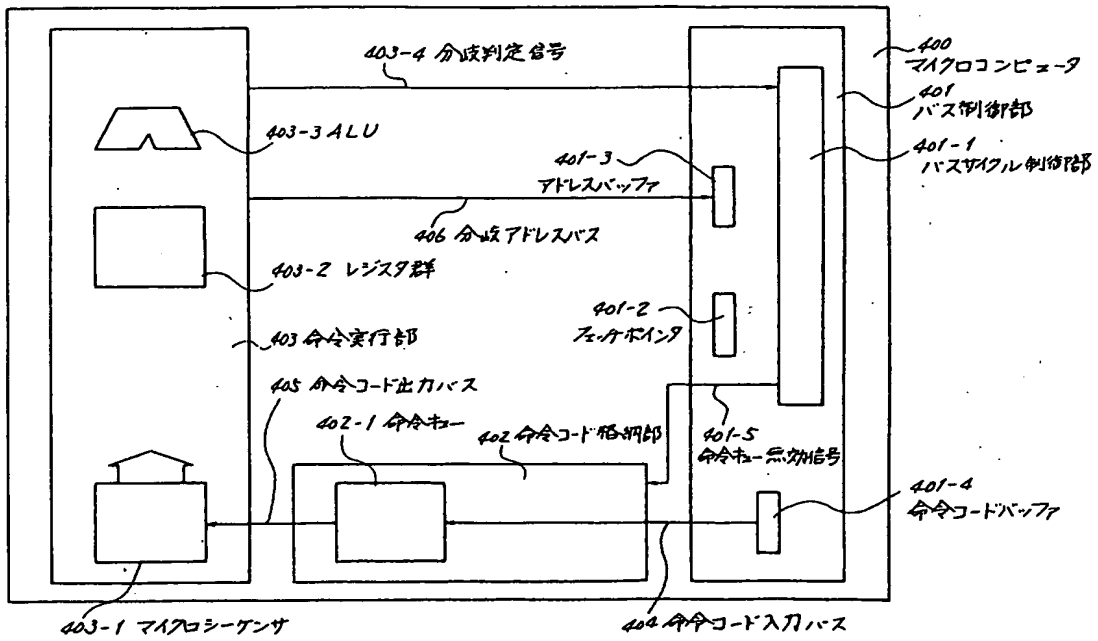 403-4 分岐判定信号
400
マイクロコンピュータ
401
バス制御部
403-3 ALU
401-3
アドレスバッファ
401-1
バスサイクル制御部
406 分岐アドレスバス
403-2 レジスタ群
401-2
フェッチポインタ
403 命令実行部
405 命令コード出力バス
402-1 命令キュー
402 命令コード格納部
401-5
命令キュー無効信号
401-4
命令コードバッファ
403-1 マイクロシーケンサ
404 命令コード入力バス